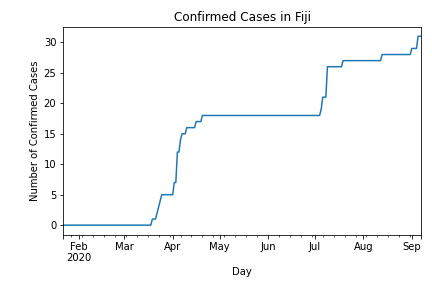 Confirmed Cases in Fiji
Number of Confirmed Cases
30
25
20
15
10
5
0
Feb Mar Apr May Jun Jul Aug Sep
2020
Day